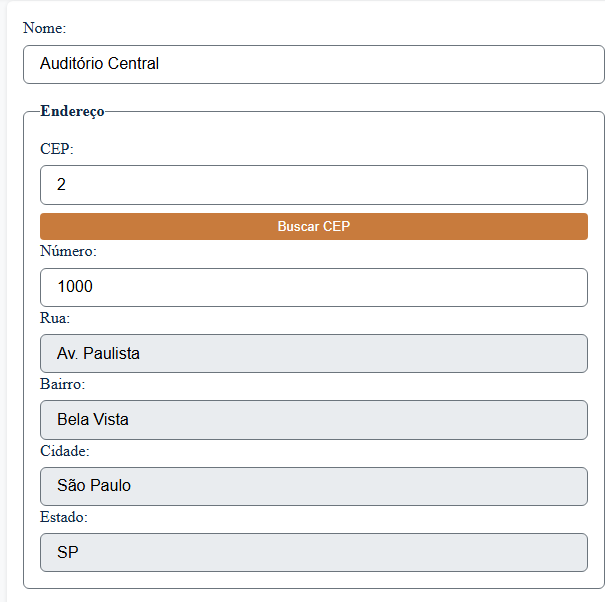 Nome:
Auditório Central
Endereço
CEP:
2
Buscar CEP
Número:
1000
Rua:
Av. Paulista
Bairro:
Bela Vista
Cidade:
São Paulo
Estado:
SP